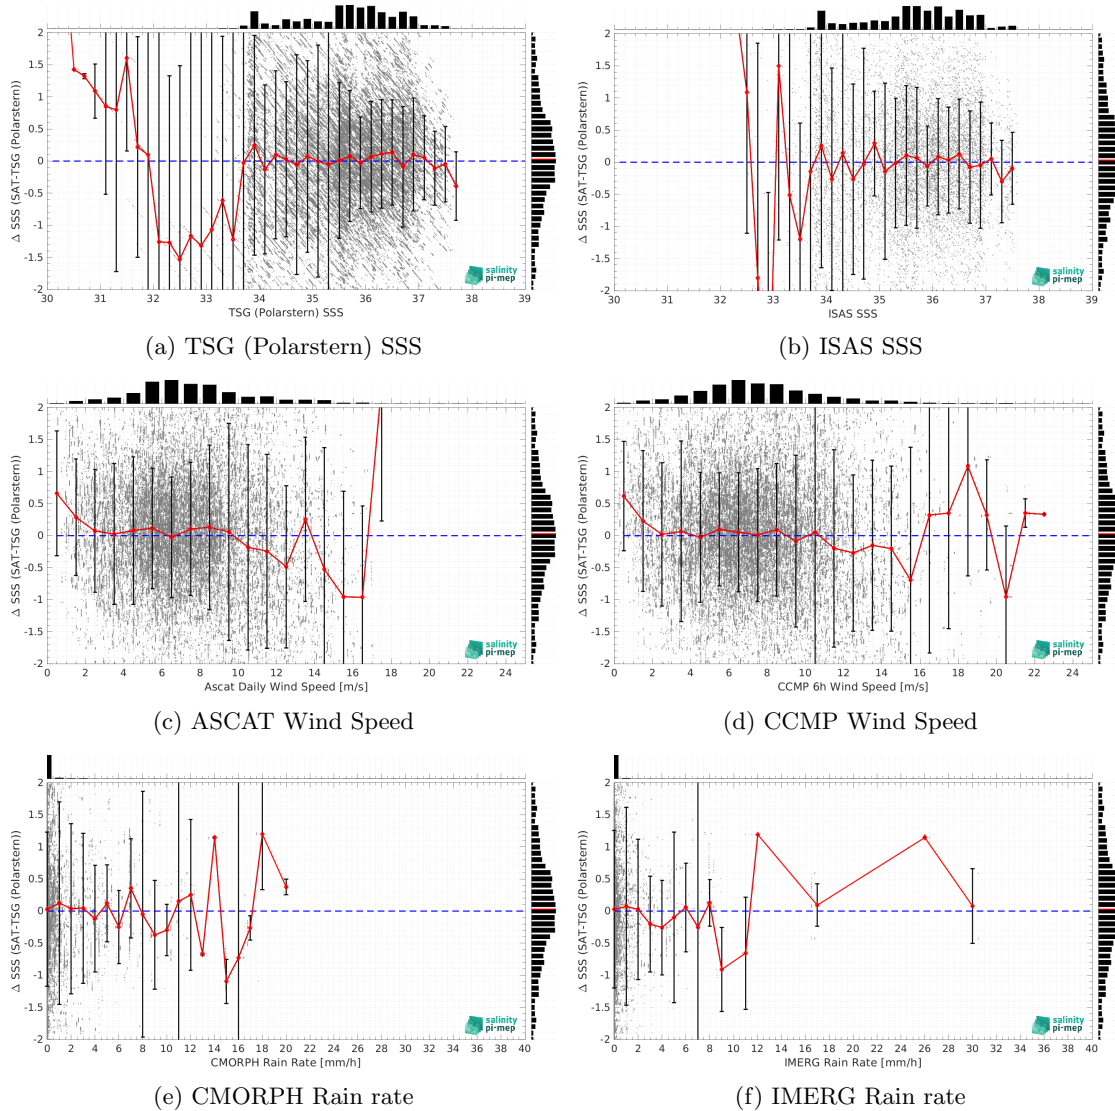 2
1.5
1
0.5
0
-0.5
-1
-1.5
-2
Δ SSS (SAT-TSG (Polarstern))
30 31 32 33 34 35 36 37 38 39
TSG (Polarstern) SSS
salinity
pi-mep
(a) TSG (Polarstern) SSS
2
1.5
1
0.5
0
-0.5
-1
-1.5
-2
Δ SSS (SAT-TSG (Polarstern))
30 31 32 33 34 35 36 37 38 39
ISAS SSS
salinity
pi-mep
(b) ISAS SSS
2
1.5
1
0.5
0
-0.5
-1
-1.5
-2
Δ SSS (SAT-TSG (Polarstern))
0 2 4 6 8 10 12 14 16 18 20 22 24
Ascat Daily Wind Speed [m/s]
salinity
pi-mep
(c) ASCAT Wind Speed
2
1.5
1
0.5
0
-0.5
-1
-1.5
-2
Δ SSS (SAT-TSG (Polarstern))
0 2 4 6 8 10 12 14 16 18 20 22 24
CCMP 6h Wind Speed [m/s]
salinity
pi-mep
(d) CCMP Wind Speed
2
1.5
1
0.5
0
-0.5
-1
-1.5
-2
Δ SSS (SAT-TSG (Polarstern))
0 2 4 6 8 10 12 14 16 18 20 22 24 26 28 30 32 34 36 38 40
CMORPH Rain Rate [mm/h]
salinity
pi-mep
(e) CMORPH Rain rate
2
1.5
1
0.5
0
-0.5
-1
-1.5
-2
Δ SSS (SAT-TSG (Polarstern))
0 2 4 6 8 10 12 14 16 18 20 22 24 26 28 30 32 34 36 38 40
IMERG Rain Rate [mm/h]
salinity
pi-mep
(f) IMERG Rain rate